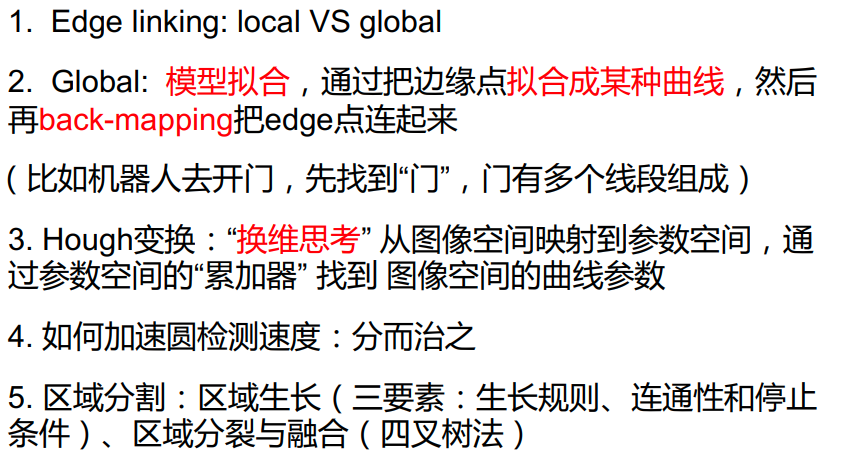 1. Edge linking: local VS global
2. Global: 模型拟合，通过把边缘点拟合成某种曲线，然后
再back-mapping把edge点连起来
（比如机器人去开门，先找到“门”，门有多个线段组成）
3. Hough变换：“换维思考” 从图像空间映射到参数空间，通
过参数空间的“累加器” 找到 图像空间的曲线参数
4. 如何加速圆检测速度：分而治之
5. 区域分割：区域生长（三要素：生长规则、连通性和停止
条件）、区域分裂与融合（四叉树法）